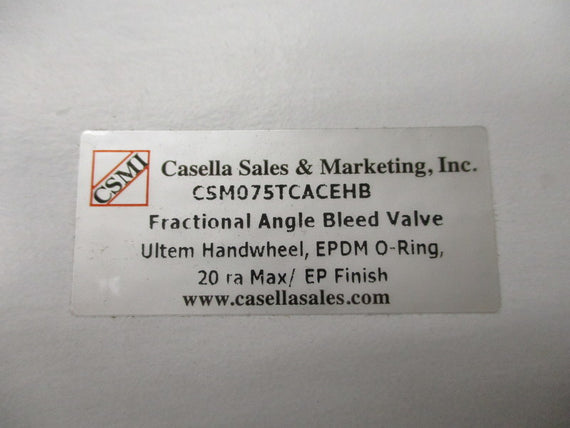 CSMI
Casella Sales & Marketing, Inc.
CSM075TCACEHB
Fractional Angle Bleed Valve
Ultem Handwheel, EPDM O-Ring,
20 ra Max/ EP Finish
www.casellasales.com